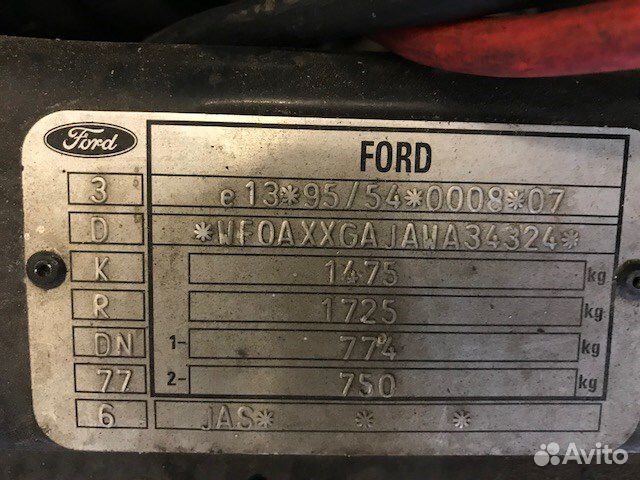 Ford FORD
3 e13*95/54*0008*07
D *WF0AXXGAJAWA34324*
K 1475 kg
R 1725 kg
DN 1- 774 kg
77 2- 750 kg
6 JAS* * *
Avito